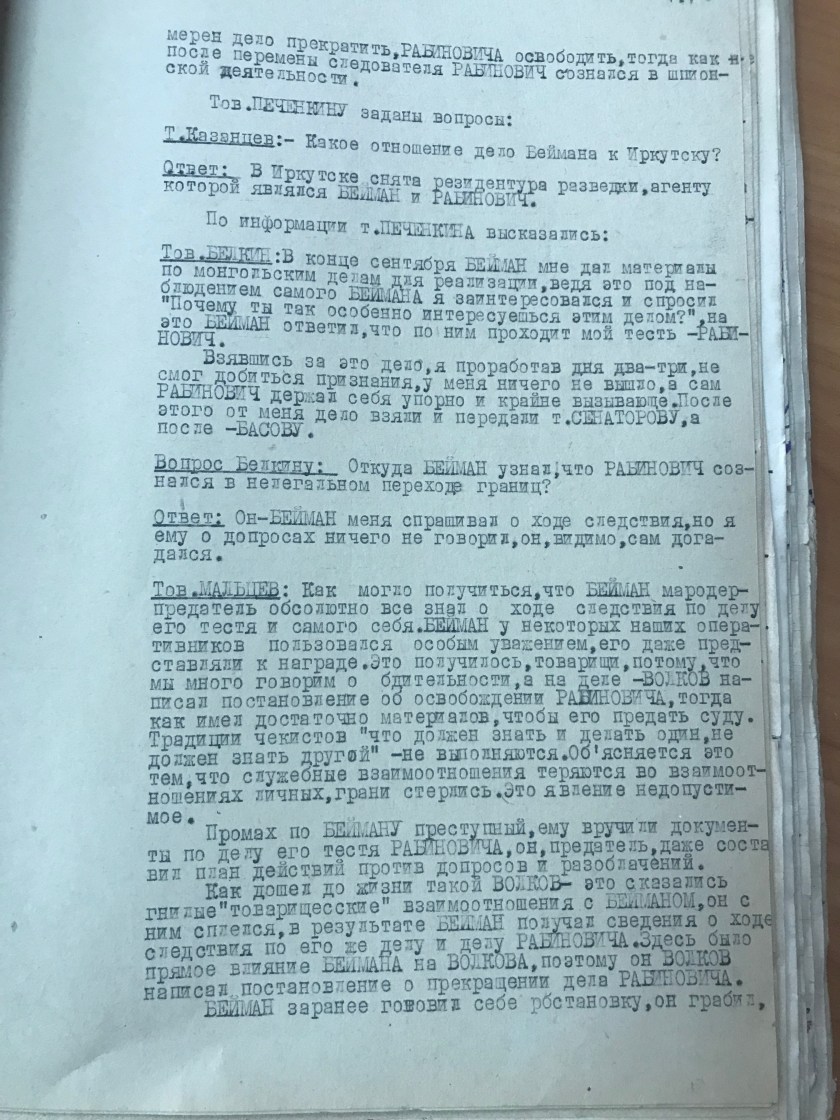 мерен дело прекратить,РАБИНОВИЧА освободить,тогда как не
после перемены следователя РАБИНОВИЧ сознался в шпион-
ской деятельности.
Тов.ПЕЧЕНКИНУ заданы вопросы:
Т.Казанцев:- Какое отношение дело Беймана к Иркутску?
Ответ: В Иркутске снята резидентура разведки,агенту
которой являлся БЕЙМАН и РАБИНОВИЧ.
По информации т.ПЕЧЕНКИНА высказались:
Тов.БЕЛКИН:В конце сентября БЕЙМАН мне дал материалы
по монгольским делам для реализации,ведя это под на-
блюдением самого БЕЙМАНА я заинтересовался и спросил
"Почему ты так особенно интересуешься этим делом?",на
это БЕЙМАН ответил,что по ним проходит мой тесть -РАБИ-
НОВИЧ.
Взявшись за это дело,я проработав дня два-три,не
смог добиться признания,у меня ничего не вышло,а сам
РАБИНОВИЧ держал себя упорно и крайне вызывающе.После
этого от меня дело взяли и передали т.СЕНАТОРОВУ,а
после -БАСОВУ.
Вопрос Белкину: Откуда БЕЙМАН узнал,что РАБИНОВИЧ соз-
нался в нелегальном переходе границ?
Ответ: Он-БЕЙМАН меня спрашивал о ходе следствия,но я
ему о допросах ничего не говорил,он,видимо,сам дога-
дался.
Тов.МАЛЬЦЕВ: Как могло получиться,что БЕЙМАН мародер-
предатель обсолютно все знал о ходе следствия по делу
его тестя и самого себя.БЕЙМАН у некоторых наших опера-
тивников пользовался особым уважением,его даже пред-
ставляли к награде.Это получилось,товарищи,потому,что
мы много говорим о бдительности,а на деле -ВОЛКОВ на-
писал постановление об освобождении РАБИНОВИЧА,тогда
как имел достаточно материалов,чтобы его предать суду.
Традиции чекистов "что должен знать и делать один,не
должен знать другой" -не выполняются.Об'ясняется это
тем,что служебные взаимоотношения теряются во взаимоот-
ношениях личных,грани стерлись.Это явление недопусти-
мое.
Промах по БЕЙМАНУ преступный,ему вручили докумен-
ты по делу его тестя РАБИНОВИЧА,он,предатель,даже соста
вил план действий против допросов и разоблачений.
Как дошел до жизни такой ВОЛКОВ- это сказались
гнилые"товарищесские" взаимоотношения с БЕЙМАНОМ,он с
ним сплелся,в результате БЕЙМАН получал сведения о ходе
следствия по его же делу и делу РАБИНОВИЧА.Здесь было
прямое влияние БЕЙМАНА на ВОЛКОВА,поэтому он ВОЛКОВ
написал постановление о прекращении дела РАБИНОВИЧА.
БЕЙМАН заранее готовил себе рбстановку,он грабил,